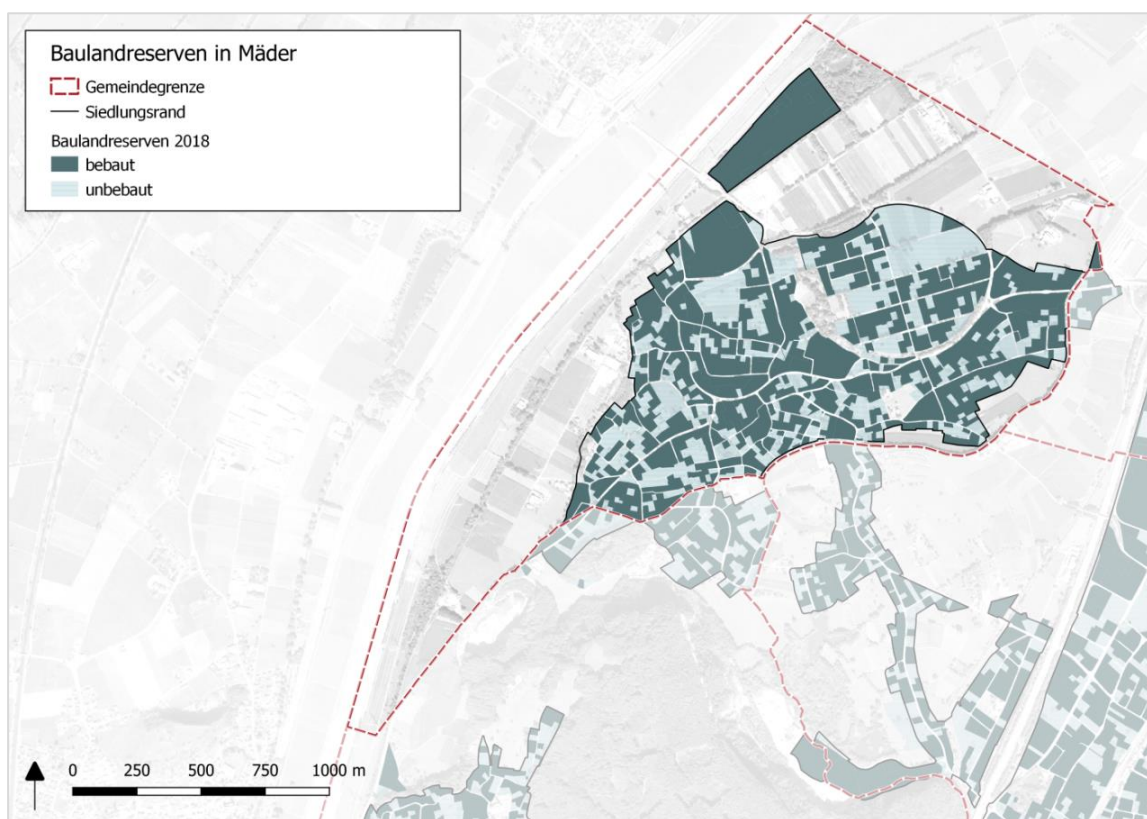 Baulandreserven in Mäder
Gemeindegrenze
Siedlungsrand
Baulandreserven 2018
bebaut
unbebaut
0 250 500 750 1000 m